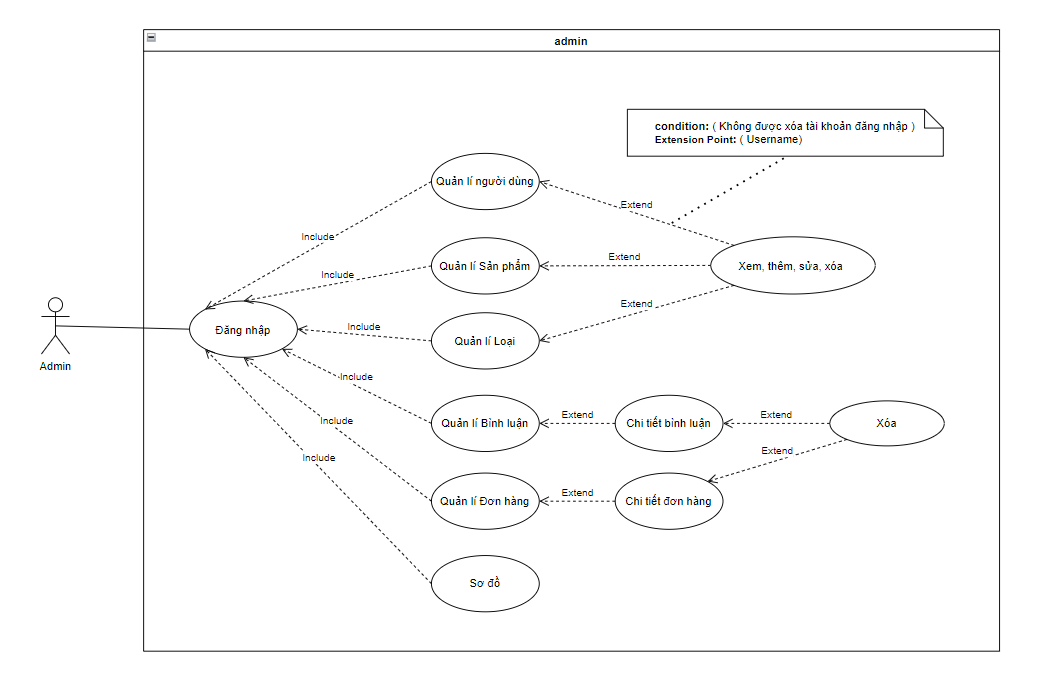 admin
condition: ( Không được xóa tài khoản đăng nhập )
Extension Point: ( Username)
Quản lí người dùng
Extend
Include
Quản lí Sản phẩm
Extend
Xem, thêm, sửa, xóa
Include
Extend
Đăng nhập
Include
Quản lí Loại
Admin
Include
Quản lí Bình luận
Extend
Chi tiết bình luận
Extend
Xóa
Include
Extend
Include
Quản lí Đơn hàng
Extend
Chi tiết đơn hàng
Sơ đồ